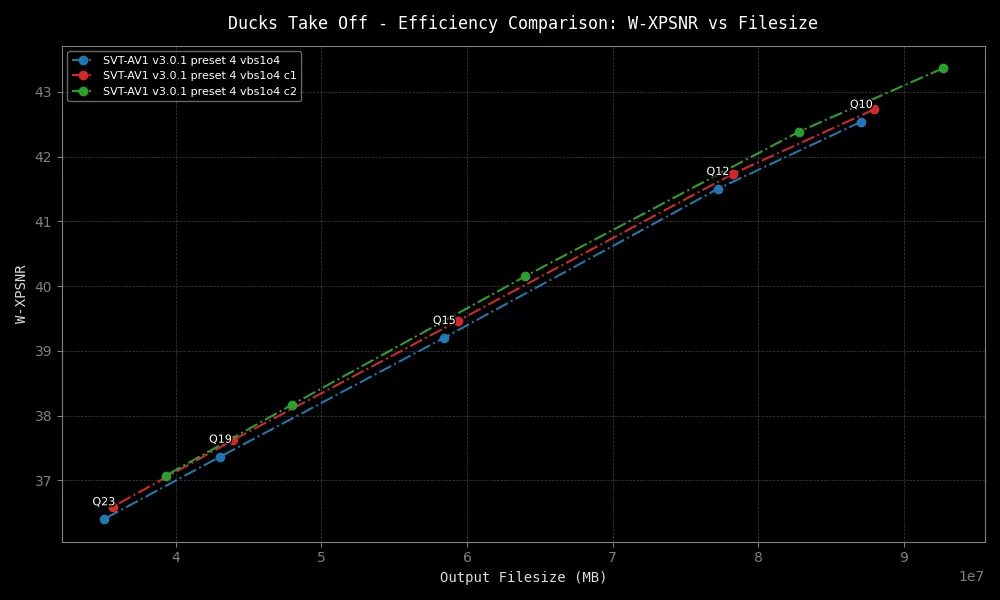 Ducks Take Off - Efficiency Comparison: W-XPSNR vs Filesize
SVT-AV1 v3.0.1 preset 4 vbs1o4
SVT-AV1 v3.0.1 preset 4 vbs1o4 c1
SVT-AV1 v3.0.1 preset 4 vbs1o4 c2
43
42
41
40
39
38
37
W-XPSNR
Q10
Q12
Q15
Q19
Q23
4 5 6 7 8 9
1e7
Output Filesize (MB)